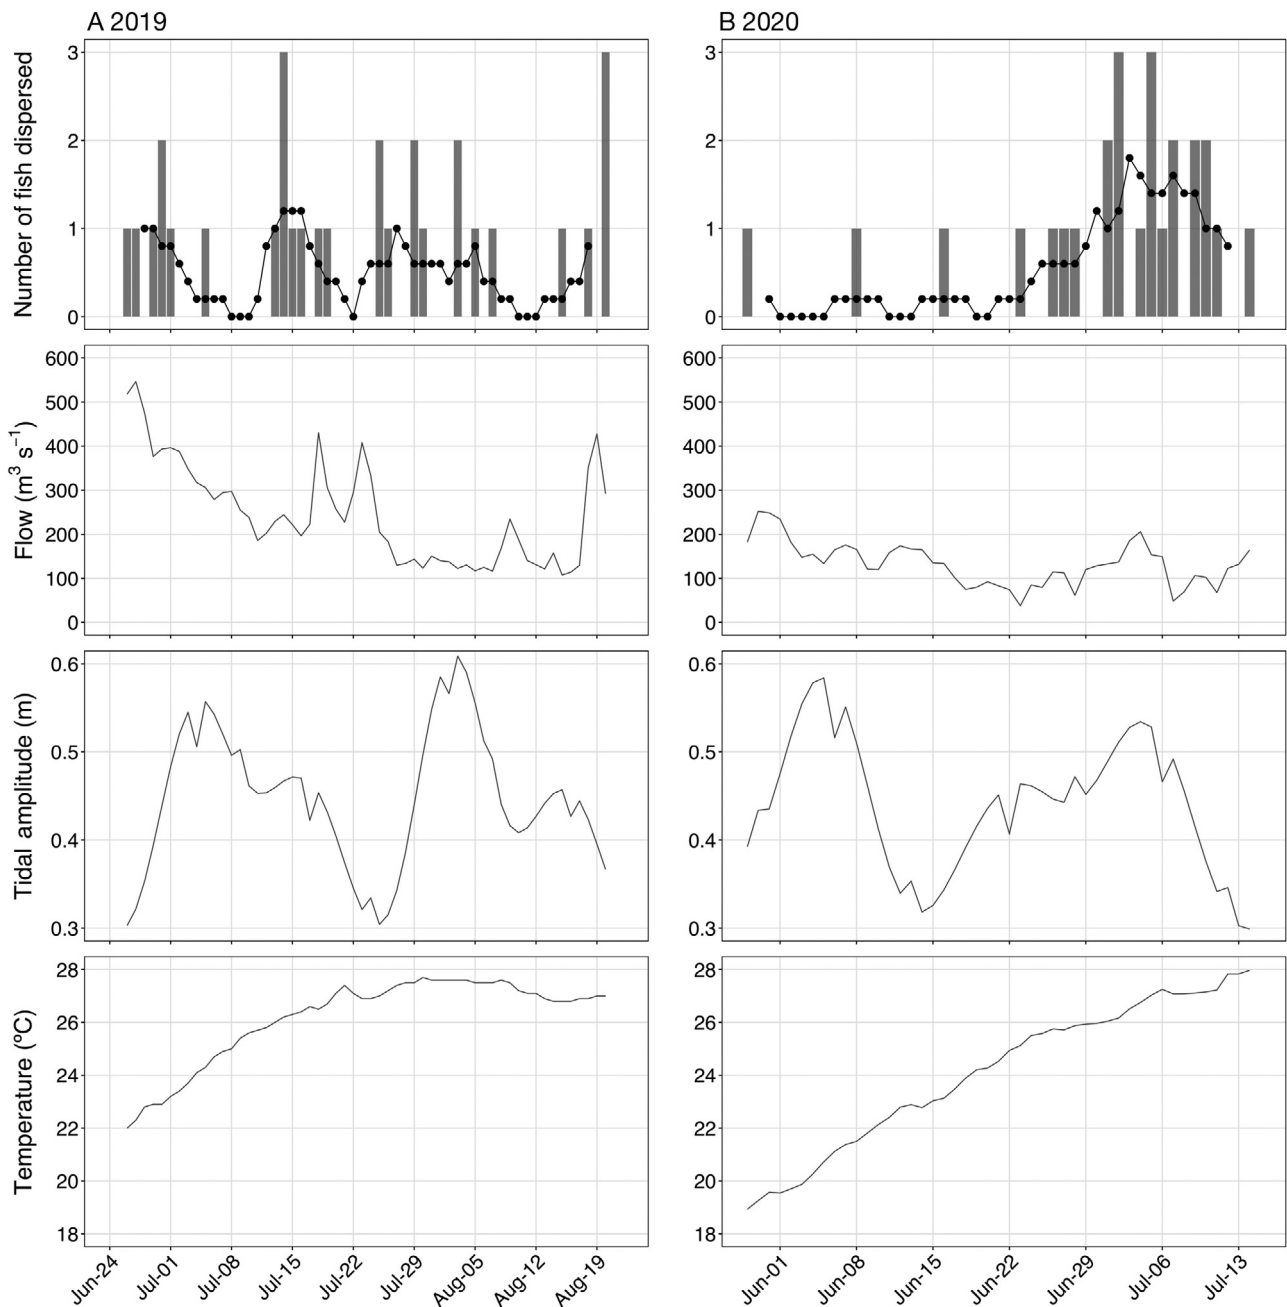 A 2019
B 2020
Number of fish dispersed
3
2
1
0
3
2
1
0
Flow (m³ s⁻¹)
600
500
400
300
200
100
0
600
500
400
300
200
100
0
Tidal amplitude (m)
0.6
0.5
0.4
0.3
0.6
0.5
0.4
0.3
Temperature (ºC)
28
26
24
22
20
18
28
26
24
22
20
18
Jun-24
Jul-01
Jul-08
Jul-15
Jul-22
Jul-29
Aug-05
Aug-12
Aug-19
Jun-01
Jun-08
Jun-15
Jun-22
Jun-29
Jul-06
Jul-13